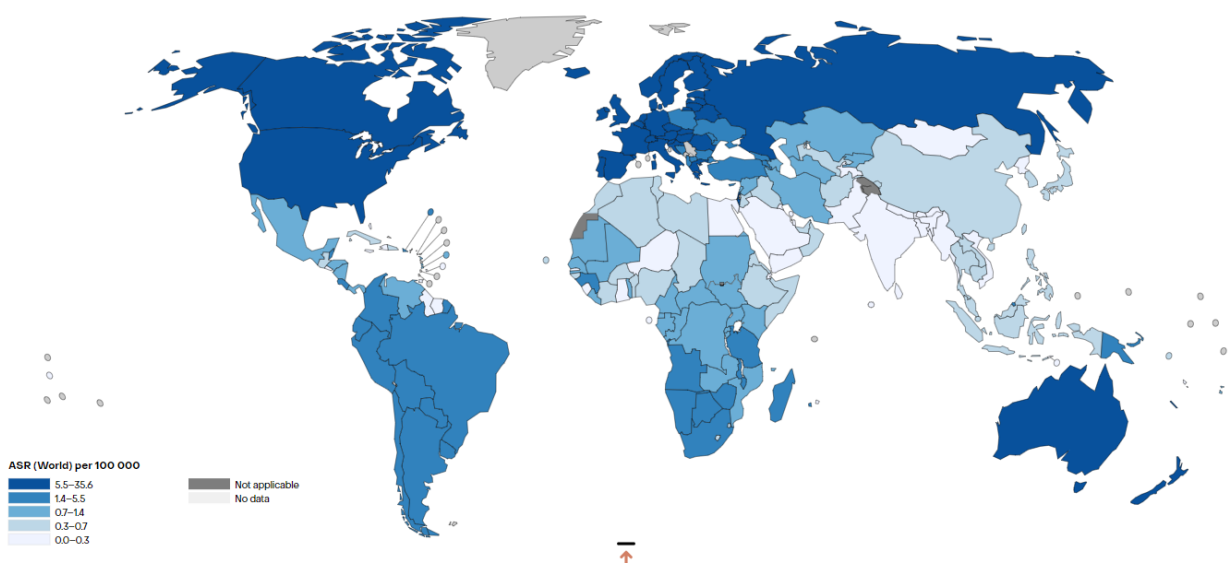 ASR (World) per 100 000
5.5–35.6
1.4–5.5
0.7–1.4
0.3–0.7
0.0–0.3
Not applicable
No data